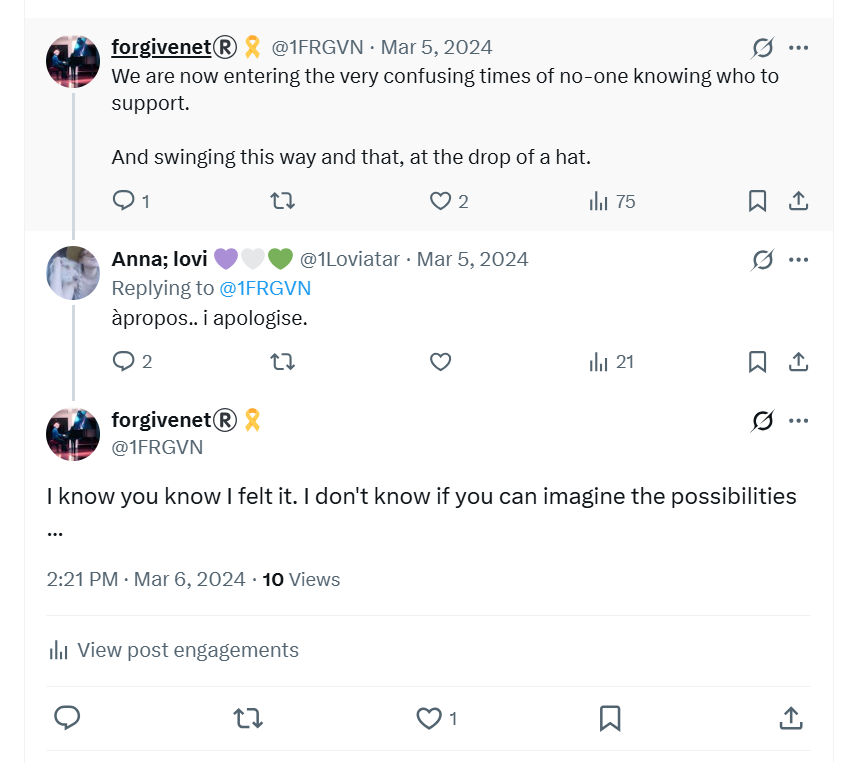 forgivenet®️🎗️ @1FRGVN · Mar 5, 2024
We are now entering the very confusing times of no-one knowing who to
support.
And swinging this way and that, at the drop of a hat.
1 2 75
Anna; lovi 💜🤍💚 @1Loviatar · Mar 5, 2024
Replying to @1FRGVN
àpropos.. i apologise.
2 21
forgivenet®️🎗️
@1FRGVN
I know you know I felt it. I don't know if you can imagine the possibilities
...
2:21 PM · Mar 6, 2024 · 10 Views
View post engagements
1